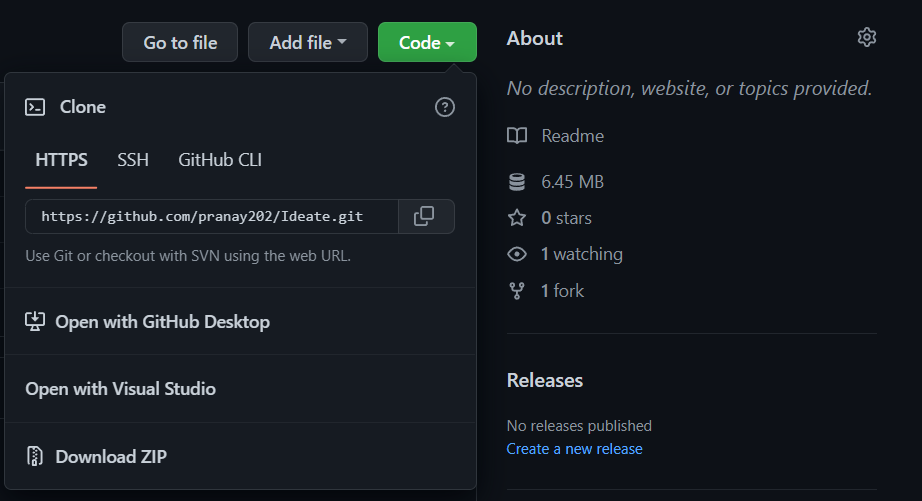 Go to file
Add file
Code
Clone
HTTPS
SSH
GitHub CLI
https://github.com/pranay202/Ideate.git
Use Git or checkout with SVN using the web URL.
Open with GitHub Desktop
Open with Visual Studio
Download ZIP
About
No description, website, or topics provided.
Readme
6.45 MB
0 stars
1 watching
1 fork
Releases
No releases published
Create a new release